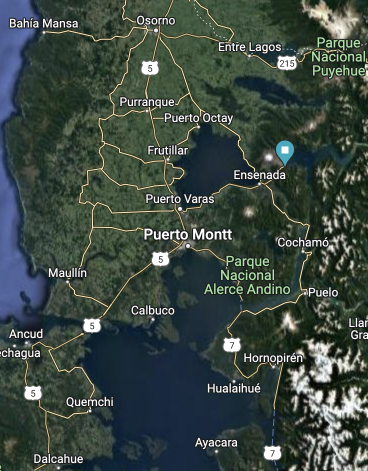 Osorno
Bahía Mansa
Entre Lagos
Parque
Nacional
Puyehue
5
215
Purranque
Puerto Octay
Frutillar
Ensenada
Puerto Varas
Puerto Montt
Cochamó
5
Parque
Nacional
Alerce Andino
Maullín
Puelo
Calbuco
5
Ancud
echagua
Llan
Gra
7
Hornopirén
5
Hualaihué
Quemchi
Ayacara
7
Dalcahue